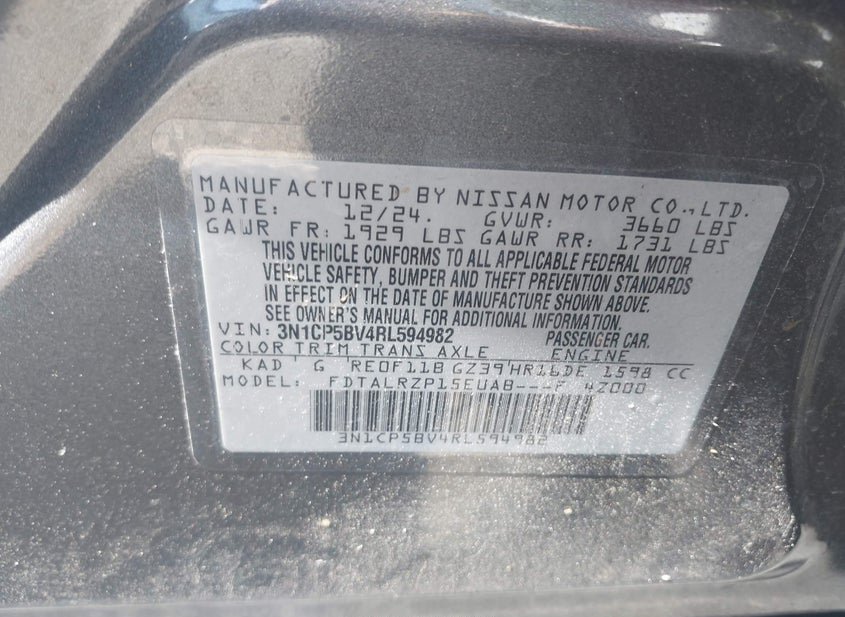 MANUFACTURED BY NISSAN MOTOR CO., LTD.
DATE: 12/24. GVWR: 3660 LBS
GAWR FR: 1929 LBS GAWR RR: 1731 LBS
THIS VEHICLE CONFORMS TO ALL APPLICABLE FEDERAL MOTOR
VEHICLE SAFETY, BUMPER AND THEFT PREVENTION STANDARDS
IN EFFECT ON THE DATE OF MANUFACTURE SHOWN ABOVE.
SEE OWNER'S MANUAL FOR ADDITIONAL INFORMATION.
VIN: 3N1CP5BV4RL594982 PASSENGER CAR.
COLOR TRIM TRANS AXLE ENGINE
KAD G RE0F11B GZ39 HR16DE 1598 CC
MODEL: FDTALRZP15EUAB---F 4Z000
3N1CP5BV4RL594982